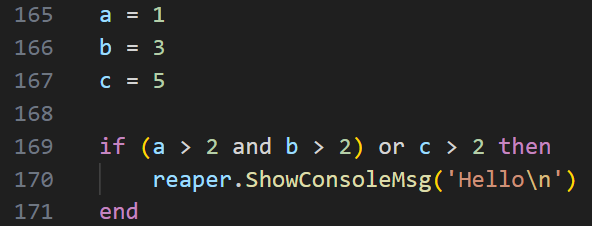 165 a = 1
166 b = 3
167 c = 5
168
169 if (a > 2 and b > 2) or c > 2 then
170 reaper.ShowConsoleMsg('Hello\n')
171 end